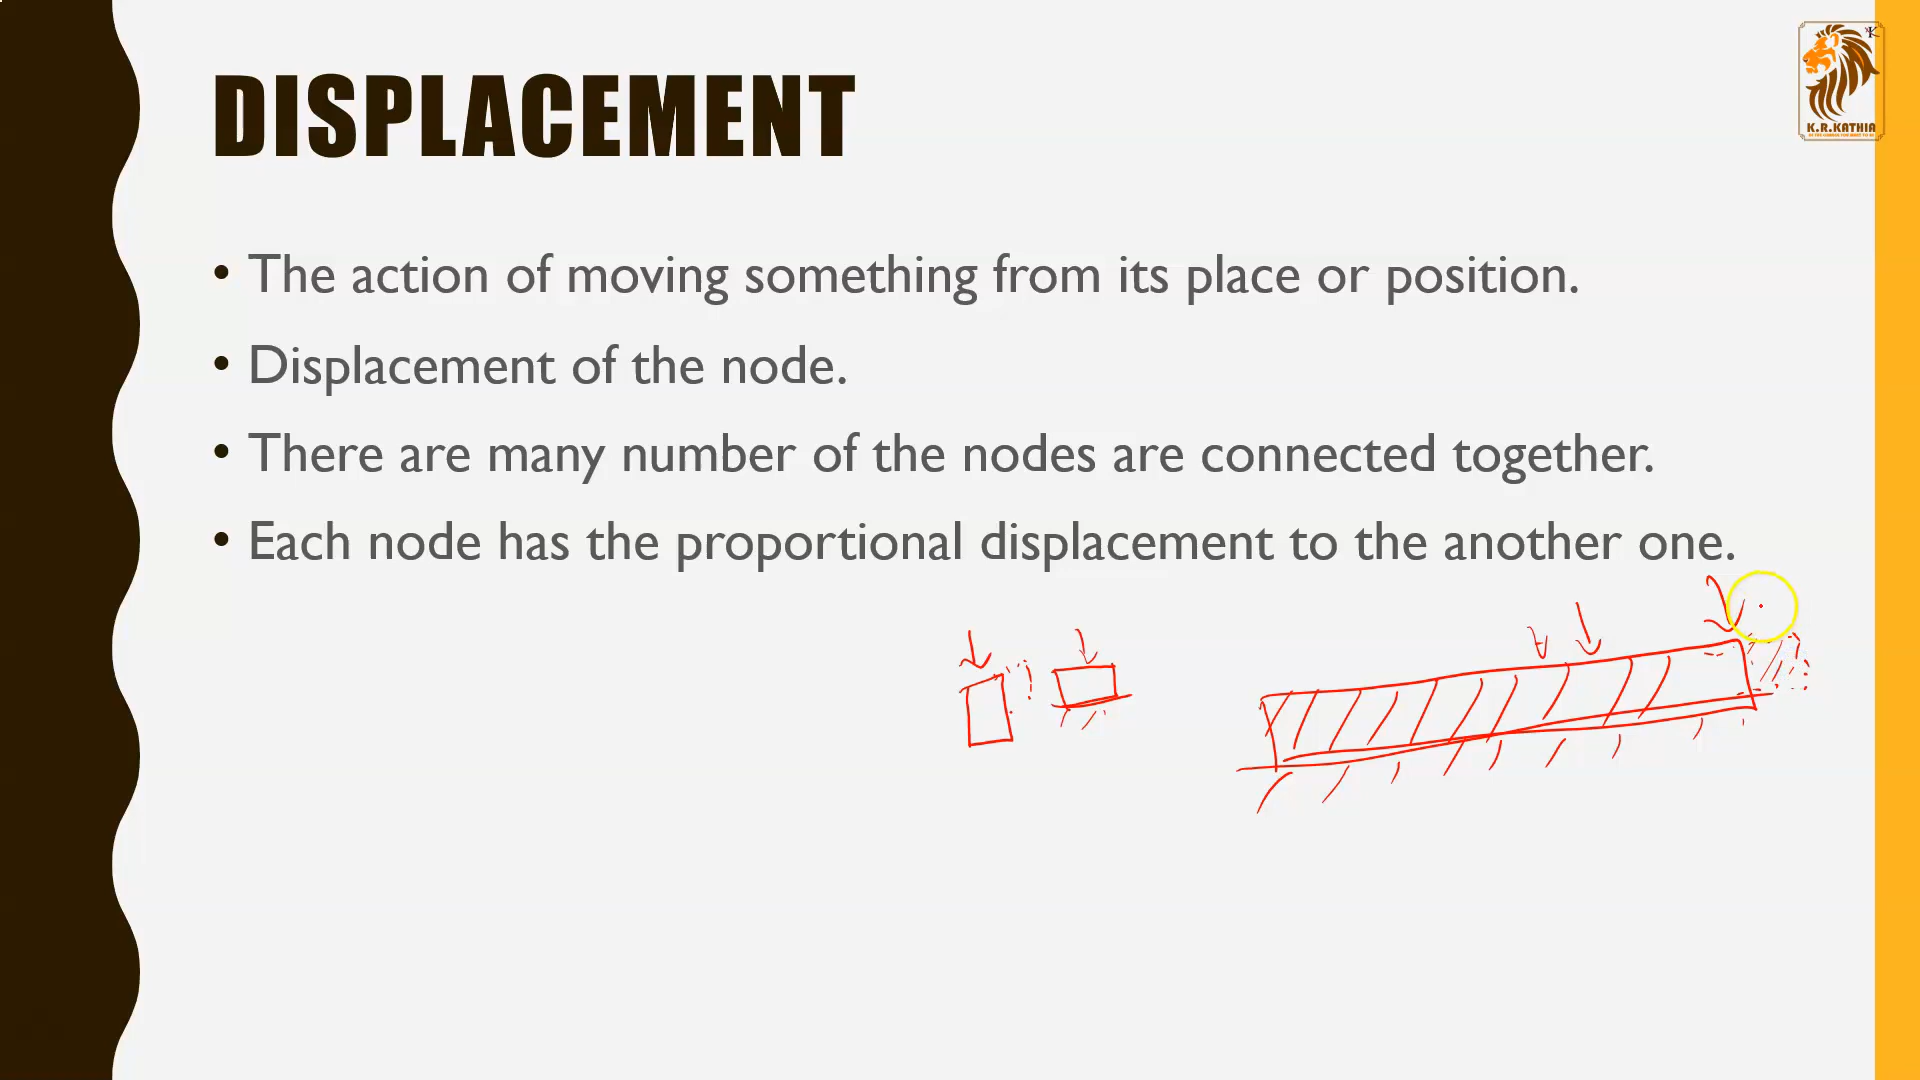 DISPLACEMENT
• The action of moving something from its place or position.
• Displacement of the node.
• There are many number of the nodes are connected together.
• Each node has the proportional displacement to the another one.
K.R.KATHIA